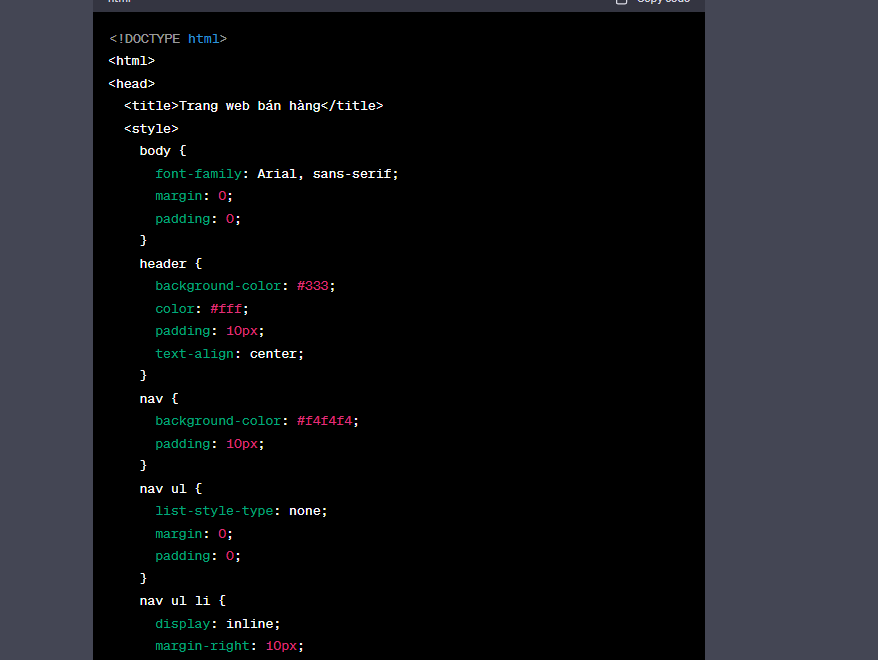 html Copy code
<!DOCTYPE html>
<html>
<head>
<title>Trang web bán hàng</title>
<style>
body {
font-family: Arial, sans-serif;
margin: 0;
padding: 0;
}
header {
background-color: #333;
color: #fff;
padding: 10px;
text-align: center;
}
nav {
background-color: #f4f4f4;
padding: 10px;
}
nav ul {
list-style-type: none;
margin: 0;
padding: 0;
}
nav ul li {
display: inline;
margin-right: 10px;